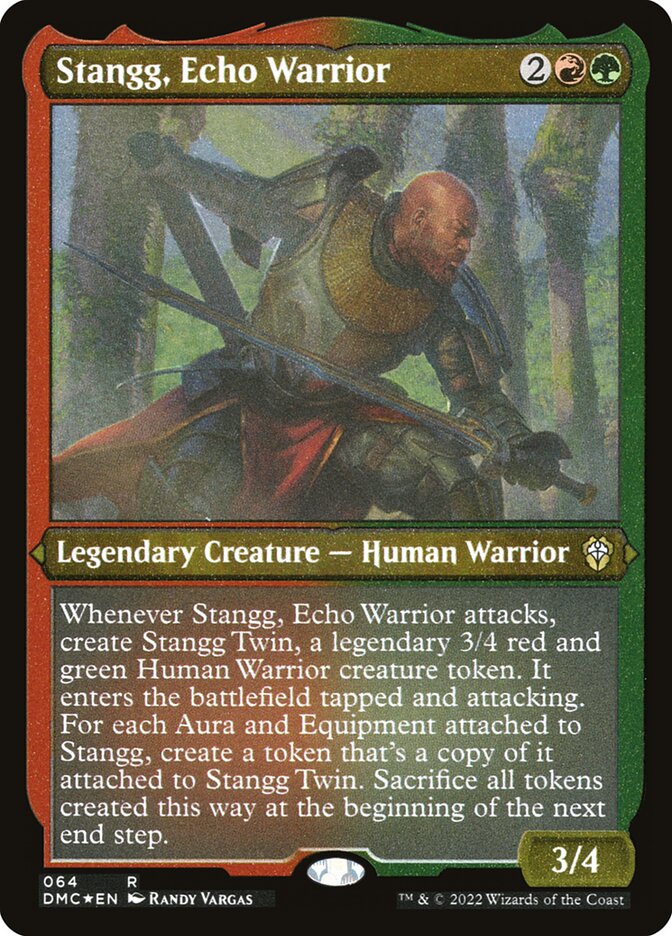 Stangg, Echo Warrior 2
Legendary Creature — Human Warrior
Whenever Stangg, Echo Warrior attacks,
create Stangg Twin, a legendary 3/4 red and
green Human Warrior creature token. It
enters the battlefield tapped and attacking.
For each Aura and Equipment attached to
Stangg, create a token that's a copy of it
attached to Stangg Twin. Sacrifice all tokens
created this way at the beginning of the next
end step.
3/4
064 R
DMC★EN Randy Vargas ™ & © 2022 Wizards of the Coast